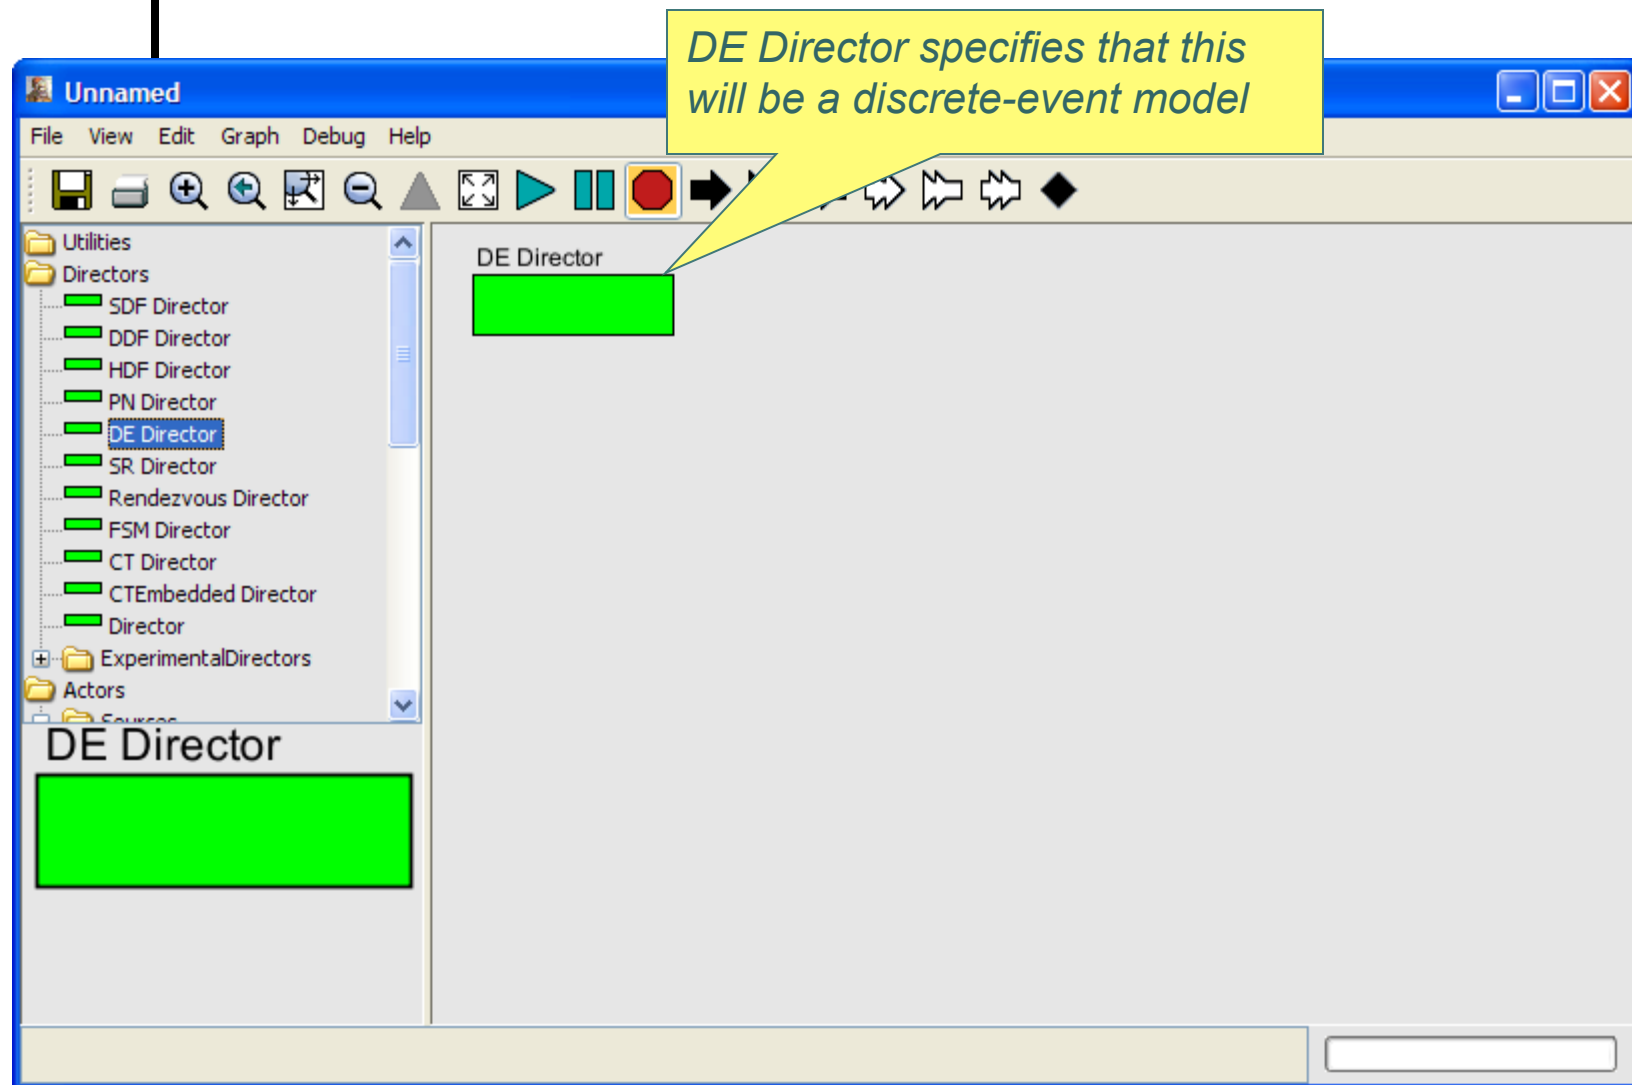 DE Director specifies that this
will be a discrete-event model
Unnamed
File View Edit Graph Debug Help
Utilities
Directors
SDF Director
DDF Director
HDF Director
PN Director
DE Director
SR Director
Rendezvous Director
FSM Director
CT Director
CTEmbedded Director
Director
ExperimentalDirectors
Actors
Sources
DE Director
DE Director